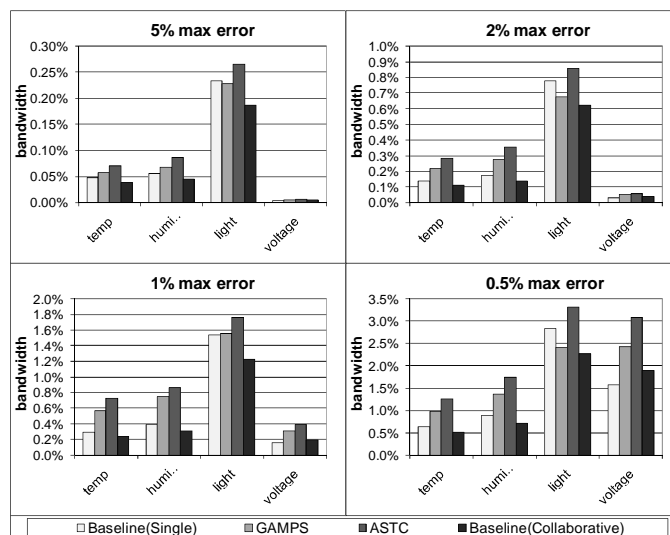 5% max error
bandwidth
0.30%
0.25%
0.20%
0.15%
0.10%
0.05%
0.00%
temp
humi..
light
voltage
2% max error
bandwidth
1.0%
0.9%
0.8%
0.7%
0.6%
0.5%
0.4%
0.3%
0.2%
0.1%
0.0%
temp
humi..
light
voltage
1% max error
bandwidth
2.0%
1.8%
1.6%
1.4%
1.2%
1.0%
0.8%
0.6%
0.4%
0.2%
0.0%
temp
humi..
light
voltage
0.5% max error
bandwidth
3.5%
3.0%
2.5%
2.0%
1.5%
1.0%
0.5%
0.0%
temp
humi..
light
voltage
Baseline(Single) GAMPS ASTC Baseline(Collaborative)